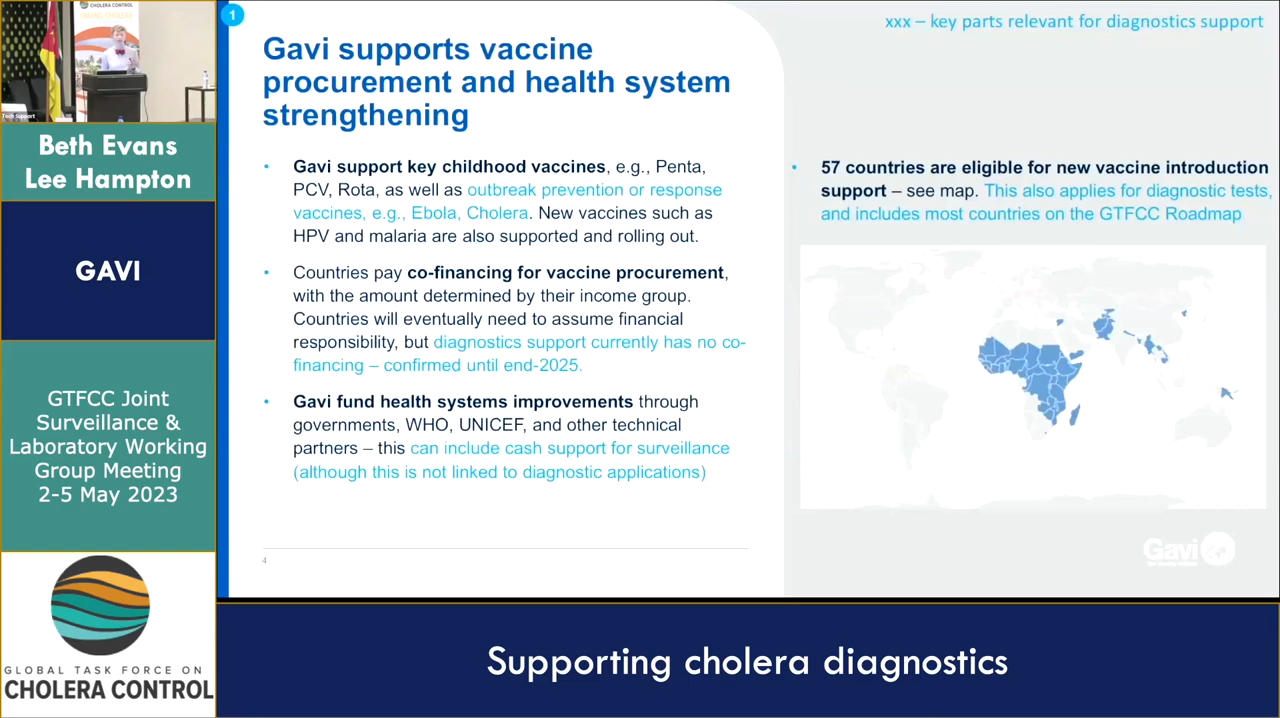 CHOLERA CONTROL
Tech Support
Beth Evans
Lee Hampton
GAVI
GTFCC Joint
Surveillance &
Laboratory Working
Group Meeting
2-5 May 2023
GLOBAL TASK FORCE ON
CHOLERA CONTROL
1
xxx – key parts relevant for diagnostics support
Gavi supports vaccine
procurement and health system
strengthening
• Gavi support key childhood vaccines, e.g., Penta,
PCV, Rota, as well as outbreak prevention or response
vaccines, e.g., Ebola, Cholera. New vaccines such as
HPV and malaria are also supported and rolling out.
• Countries pay co-financing for vaccine procurement,
with the amount determined by their income group.
Countries will eventually need to assume financial
responsibility, but diagnostics support currently has no co-
financing – confirmed until end-2025.
• Gavi fund health systems improvements through
governments, WHO, UNICEF, and other technical
partners – this can include cash support for surveillance
(although this is not linked to diagnostic applications)
4
• 57 countries are eligible for new vaccine introduction
support – see map. This also applies for diagnostic tests,
and includes most countries on the GTFCC Roadmap
Gavi
Supporting cholera diagnostics